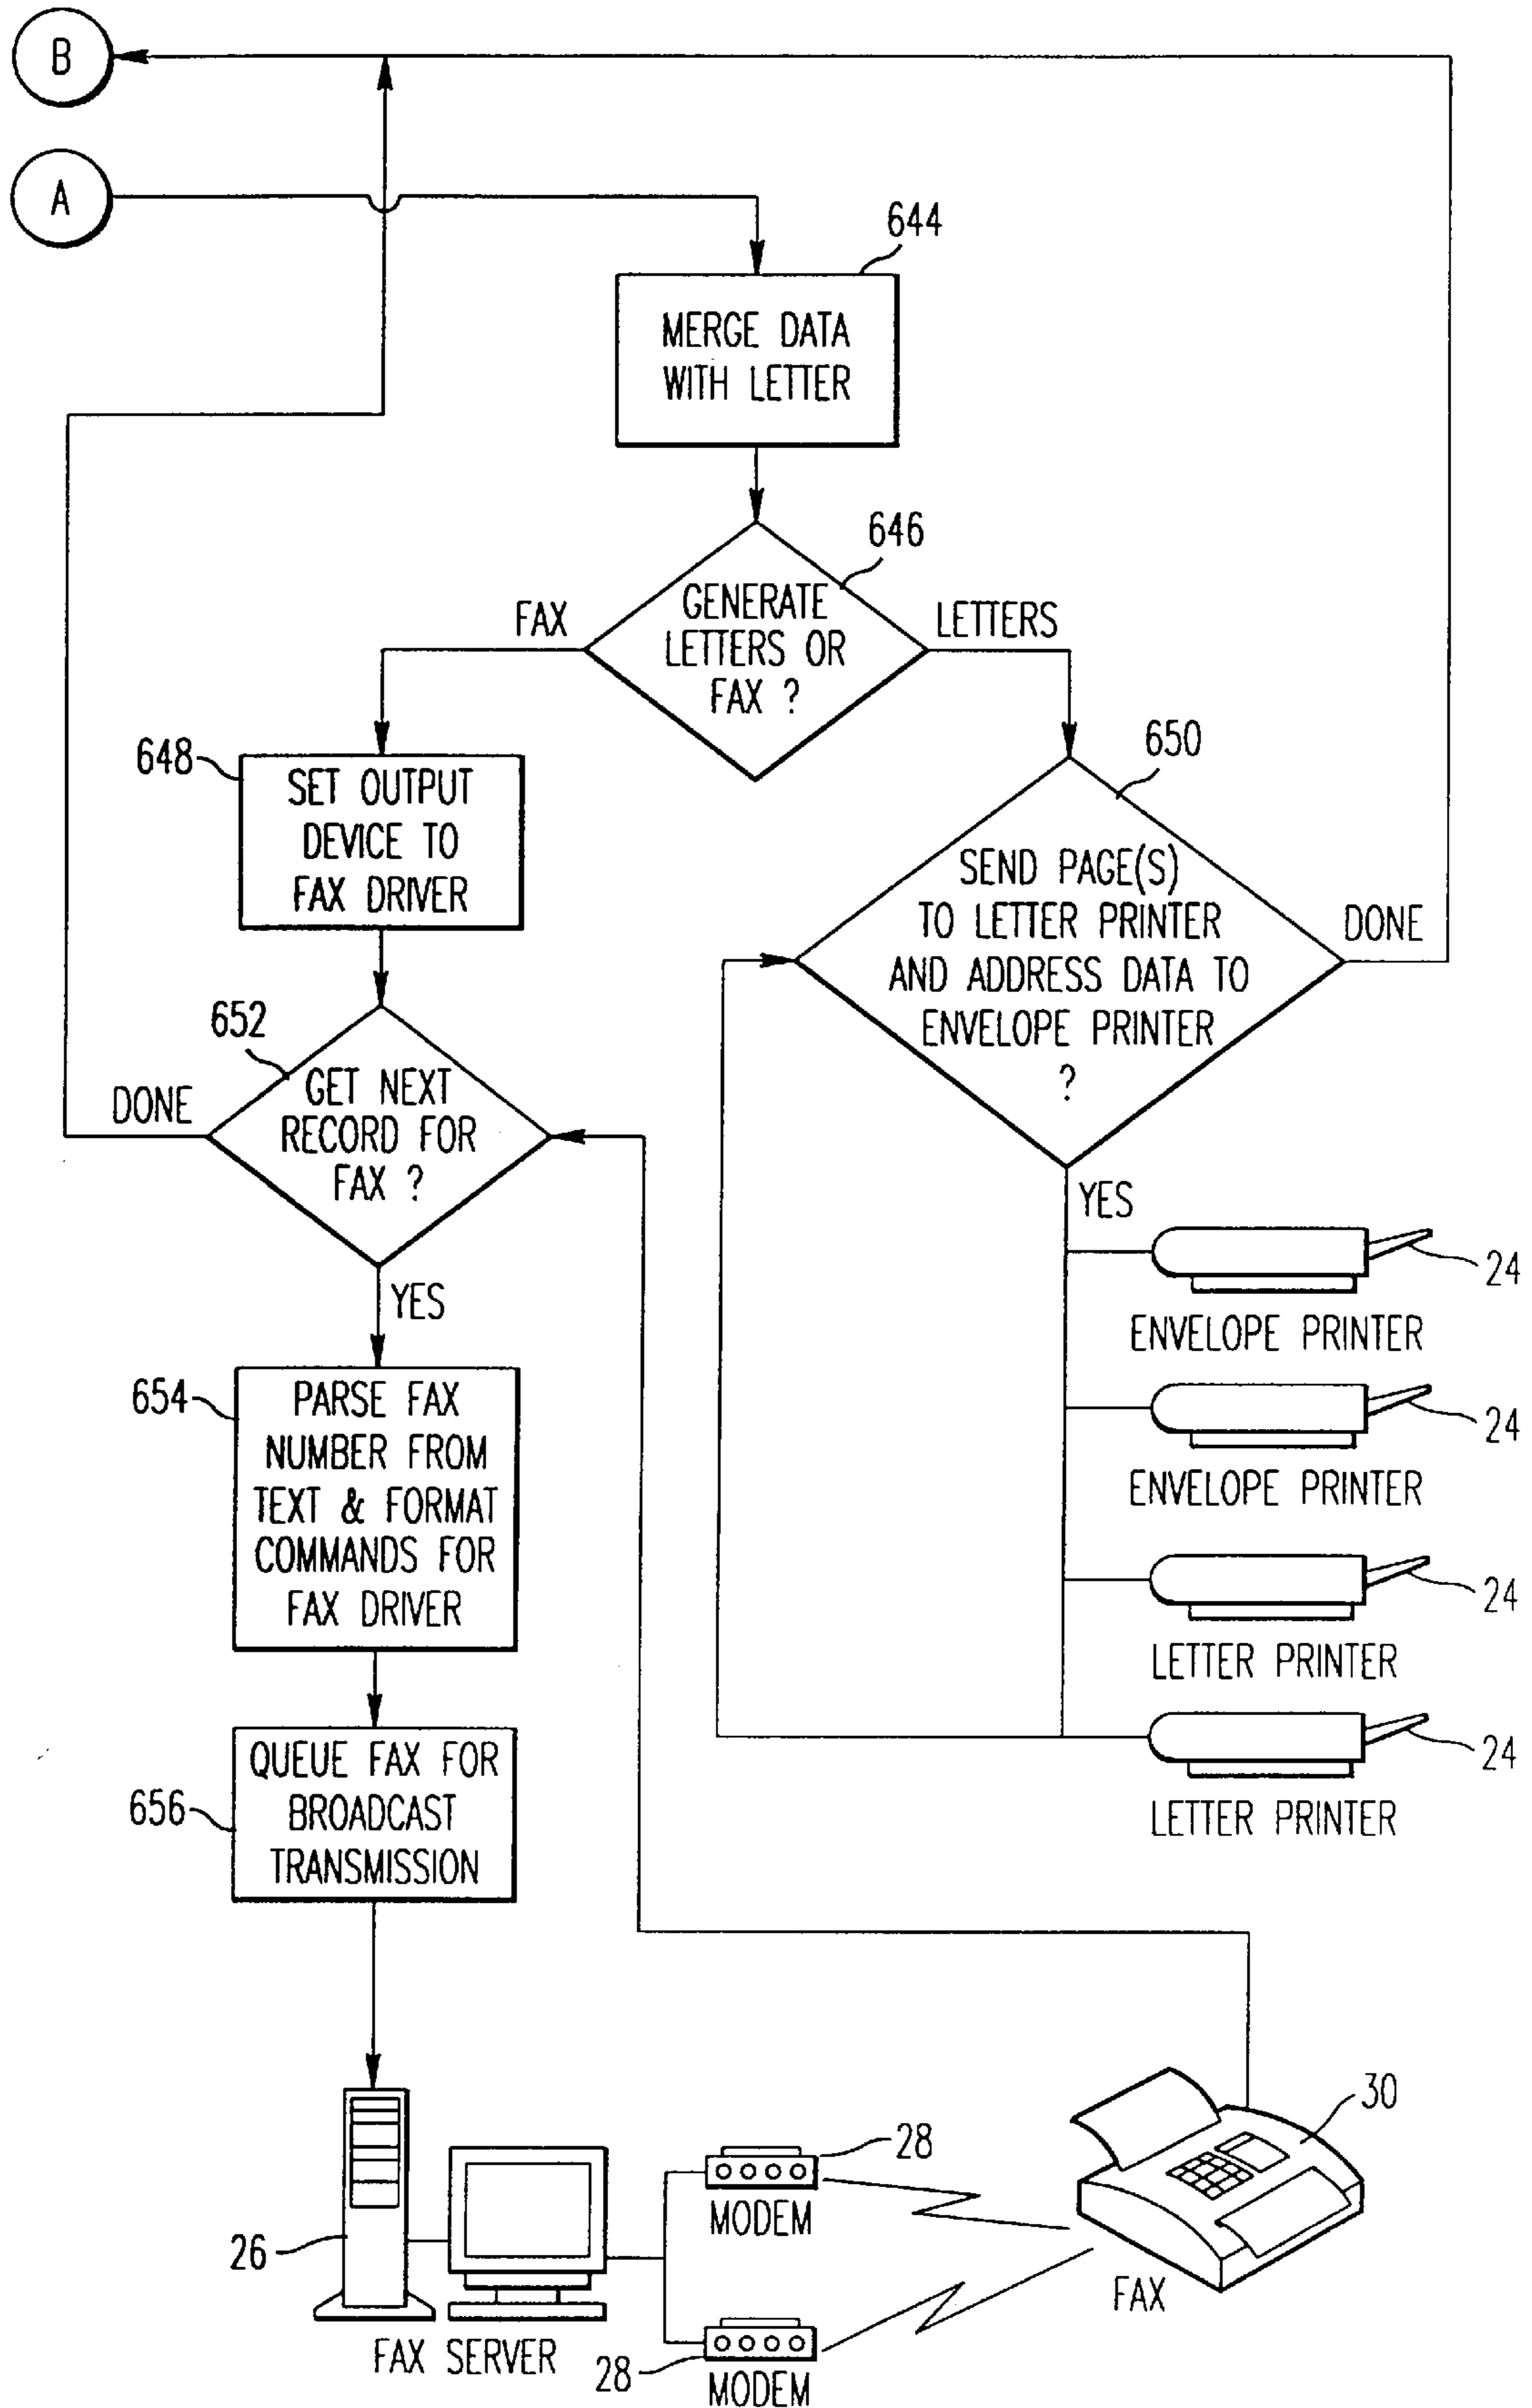 B
A
644
MERGE DATA
WITH LETTER
646
GENERATE
LETTERS OR
FAX ?
FAX
LETTERS
648
SET OUTPUT
DEVICE TO
FAX DRIVER
650
SEND PAGE(S)
TO LETTER PRINTER
AND ADDRESS DATA TO
ENVELOPE PRINTER
?
DONE
YES
652
GET NEXT
RECORD FOR
FAX ?
DONE
YES
24
ENVELOPE PRINTER
24
ENVELOPE PRINTER
24
LETTER PRINTER
24
LETTER PRINTER
654
PARSE FAX
NUMBER FROM
TEXT & FORMAT
COMMANDS FOR
FAX DRIVER
656
QUEUE FAX FOR
BROADCAST
TRANSMISSION
26
FAX SERVER
28
MODEM
28
MODEM
30
FAX